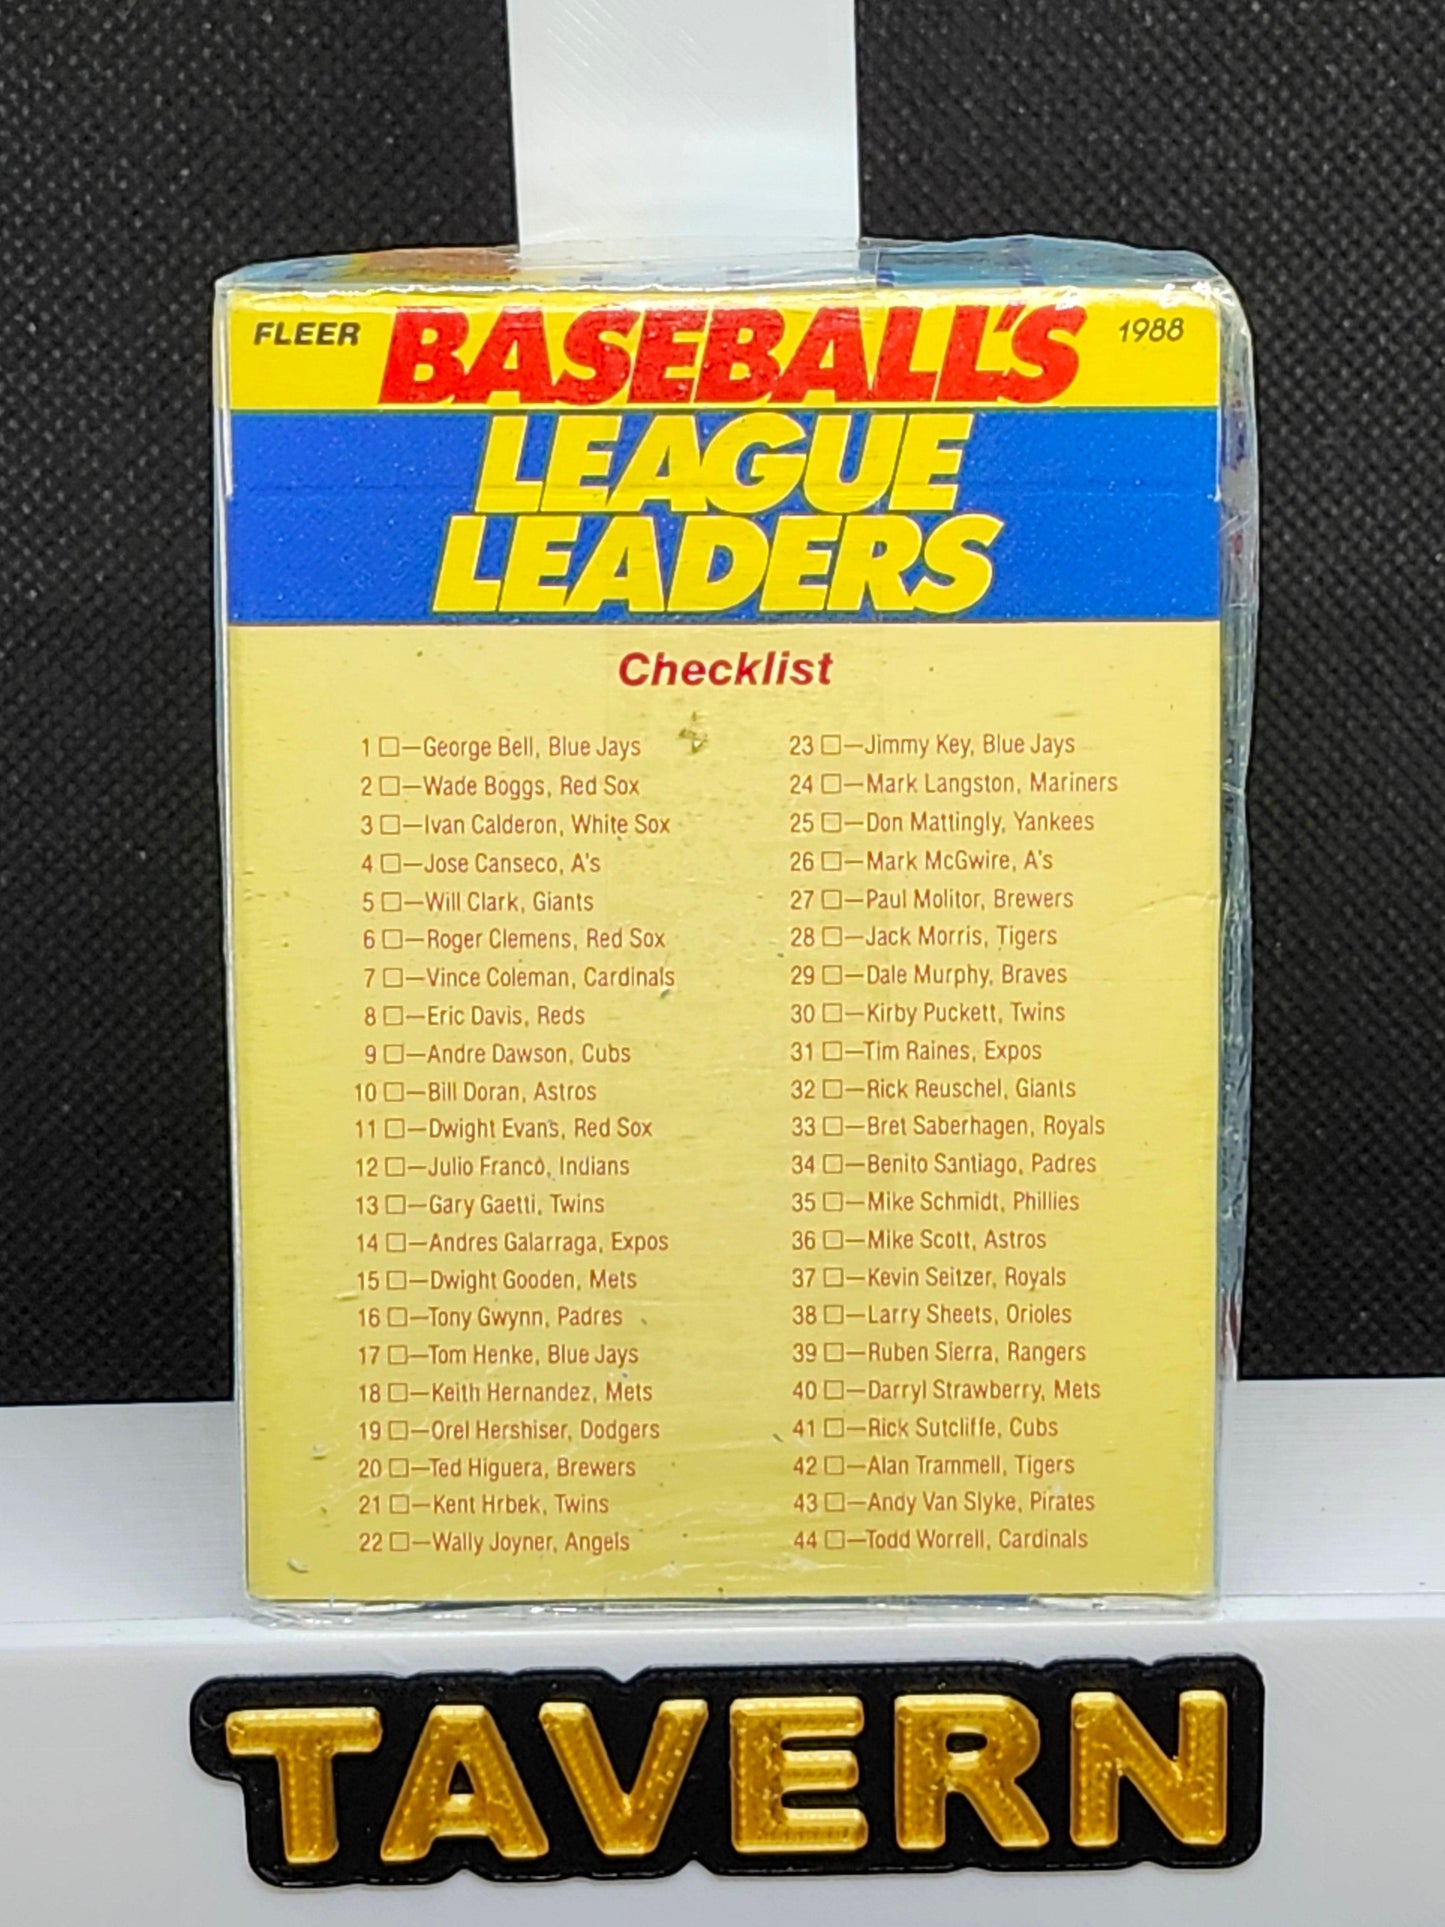 FLEER BASEBALL'S 1988
LEAGUE
LEADERS
Checklist
1 □—George Bell, Blue Jays
2 □—Wade Boggs, Red Sox
3 □—Ivan Calderon, White Sox
4 □—Jose Canseco, A's
5 □—Will Clark, Giants
6 □—Roger Clemens, Red Sox
7 □—Vince Coleman, Cardinals
8 □—Eric Davis, Reds
9 □—Andre Dawson, Cubs
10 □—Bill Doran, Astros
11 □—Dwight Evans, Red Sox
12 □—Julio Franco, Indians
13 □—Gary Gaetti, Twins
14 □—Andres Galarraga, Expos
15 □—Dwight Gooden, Mets
16 □—Tony Gwynn, Padres
17 □—Tom Henke, Blue Jays
18 □—Keith Hernandez, Mets
19 □—Orel Hershiser, Dodgers
20 □—Ted Higuera, Brewers
21 □—Kent Hrbek, Twins
22 □—Wally Joyner, Angels
23 □—Jimmy Key, Blue Jays
24 □—Mark Langston, Mariners
25 □—Don Mattingly, Yankees
26 □—Mark McGwire, A's
27 □—Paul Molitor, Brewers
28 □—Jack Morris, Tigers
29 □—Dale Murphy, Braves
30 □—Kirby Puckett, Twins
31 □—Tim Raines, Expos
32 □—Rick Reuschel, Giants
33 □—Bret Saberhagen, Royals
34 □—Benito Santiago, Padres
35 □—Mike Schmidt, Phillies
36 □—Mike Scott, Astros
37 □—Kevin Seitzer, Royals
38 □—Larry Sheets, Orioles
39 □—Ruben Sierra, Rangers
40 □—Darryl Strawberry, Mets
41 □—Rick Sutcliffe, Cubs
42 □—Alan Trammell, Tigers
43 □—Andy Van Slyke, Pirates
44 □—Todd Worrell, Cardinals
TAVERN